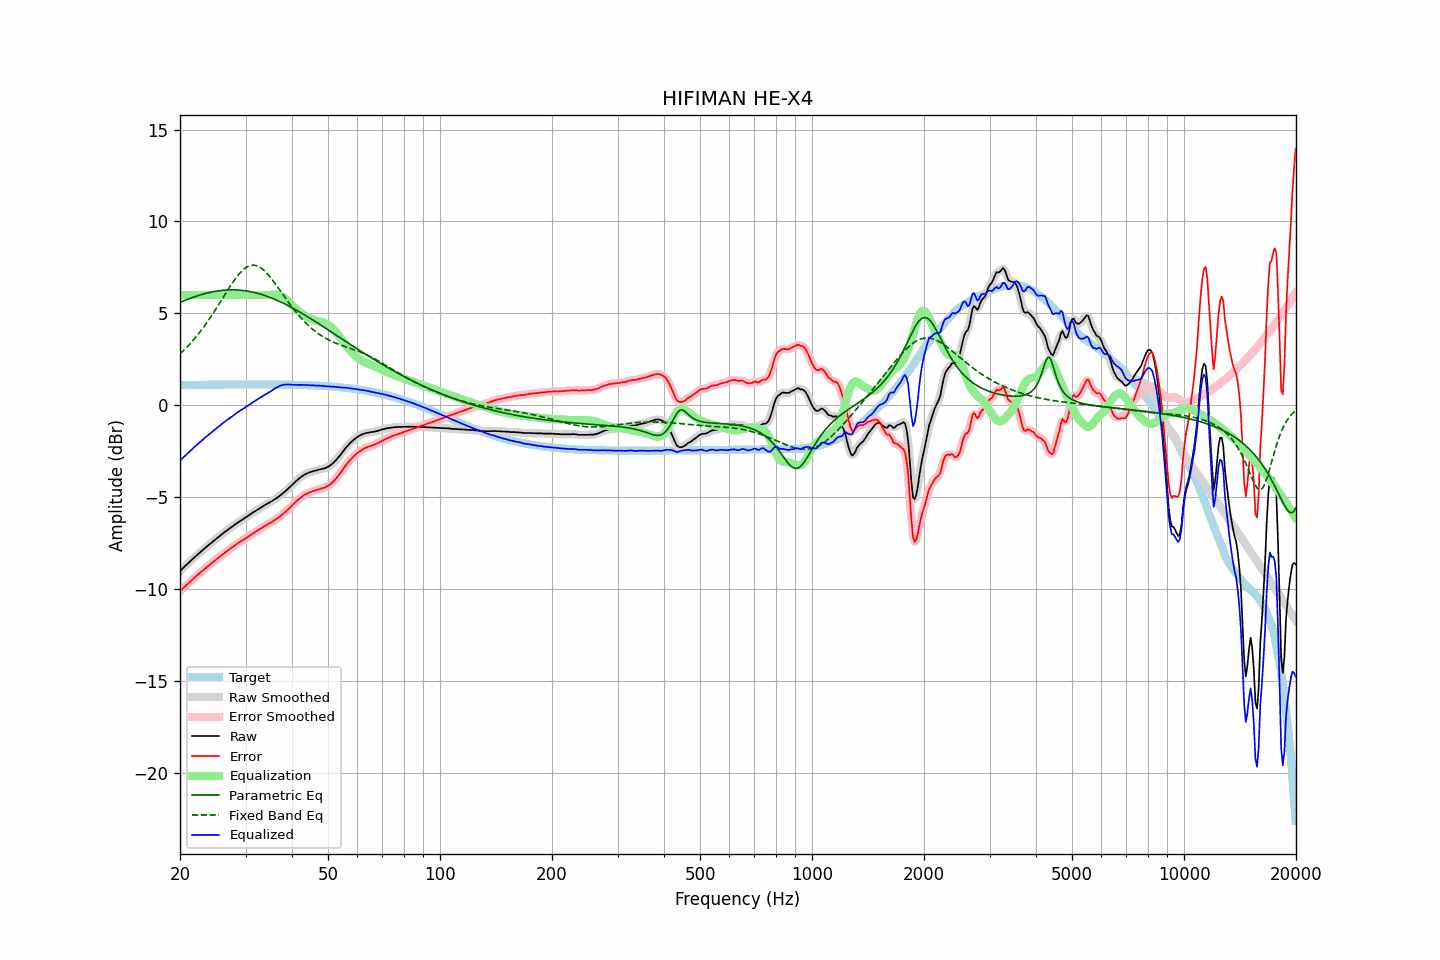 HIFIMAN HE-X4
15
10
5
0
−5
−10
−15
−20
Amplitude (dBr)
Target
Raw Smoothed
Error Smoothed
Raw
Error
Equalization
Parametric Eq
Fixed Band Eq
Equalized
20 50 100 200 500 1000 2000 5000 10000 20000
Frequency (Hz)